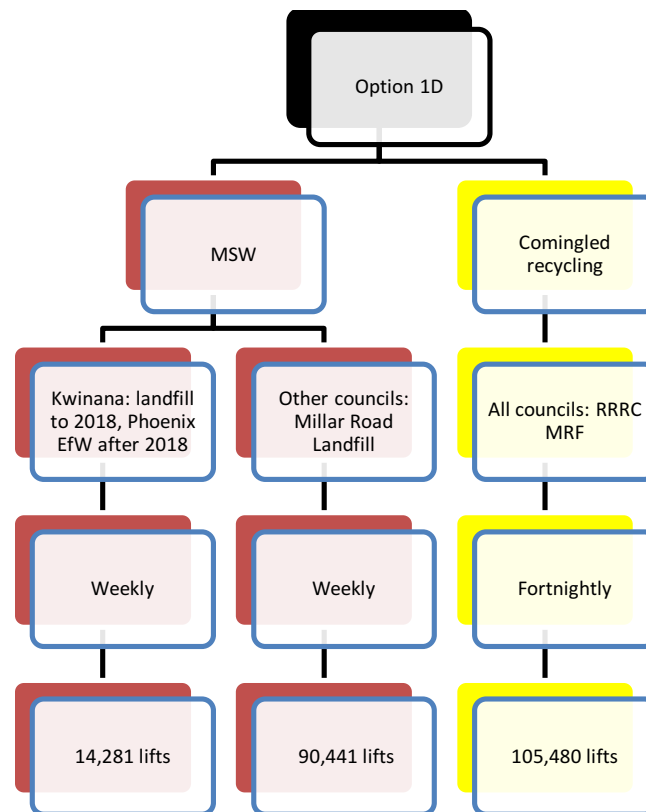 Option 1D
MSW
Comingled
recycling
Kwinana: landfill
to 2018, Phoenix
EfW after 2018
Other councils:
Millar Road
Landfill
All councils: RRRC
MRF
Weekly
Weekly
Fortnightly
14,281 lifts
90,441 lifts
105,480 lifts